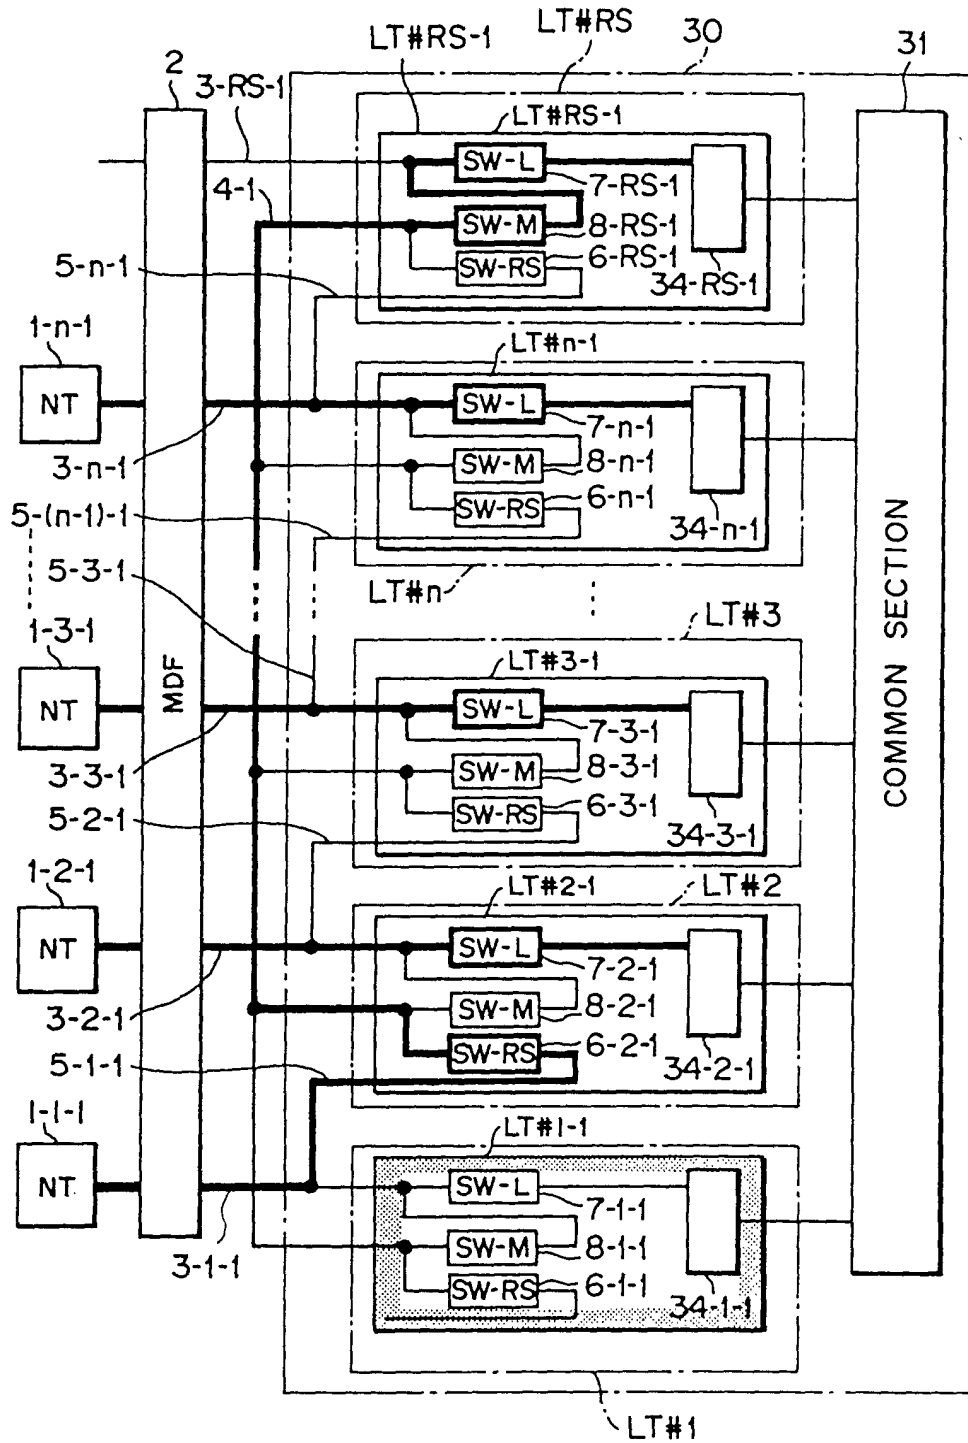 LT#RS
LT#RS-1
30
31
2
3-RS-1
LT#RS-1
SW-L
7-RS-1
4-1
SW-M
8-RS-1
5-n-1
SW-RS
6-RS-1
34-RS-1
1-n-1
LT#n-1
NT
SW-L
7-n-1
3-n-1
SW-M
8-n-1
5-(n-1)-1
SW-RS
6-n-1
34-n-1
5-3-1
LT#n
1-3-1
LT#3
MDF
COMMON SECTION
LT#3-1
NT
SW-L
7-3-1
3-3-1
SW-M
8-3-1
5-2-1
SW-RS
6-3-1
34-3-1
1-2-1
LT#2-1
LT#2
NT
SW-L
7-2-1
3-2-1
SW-M
8-2-1
5-1-1
SW-RS
6-2-1
34-2-1
1-1-1
LT#1-1
NT
SW-L
7-1-1
3-1-1
SW-M
8-1-1
SW-RS
6-1-1
34-1-1
LT#1